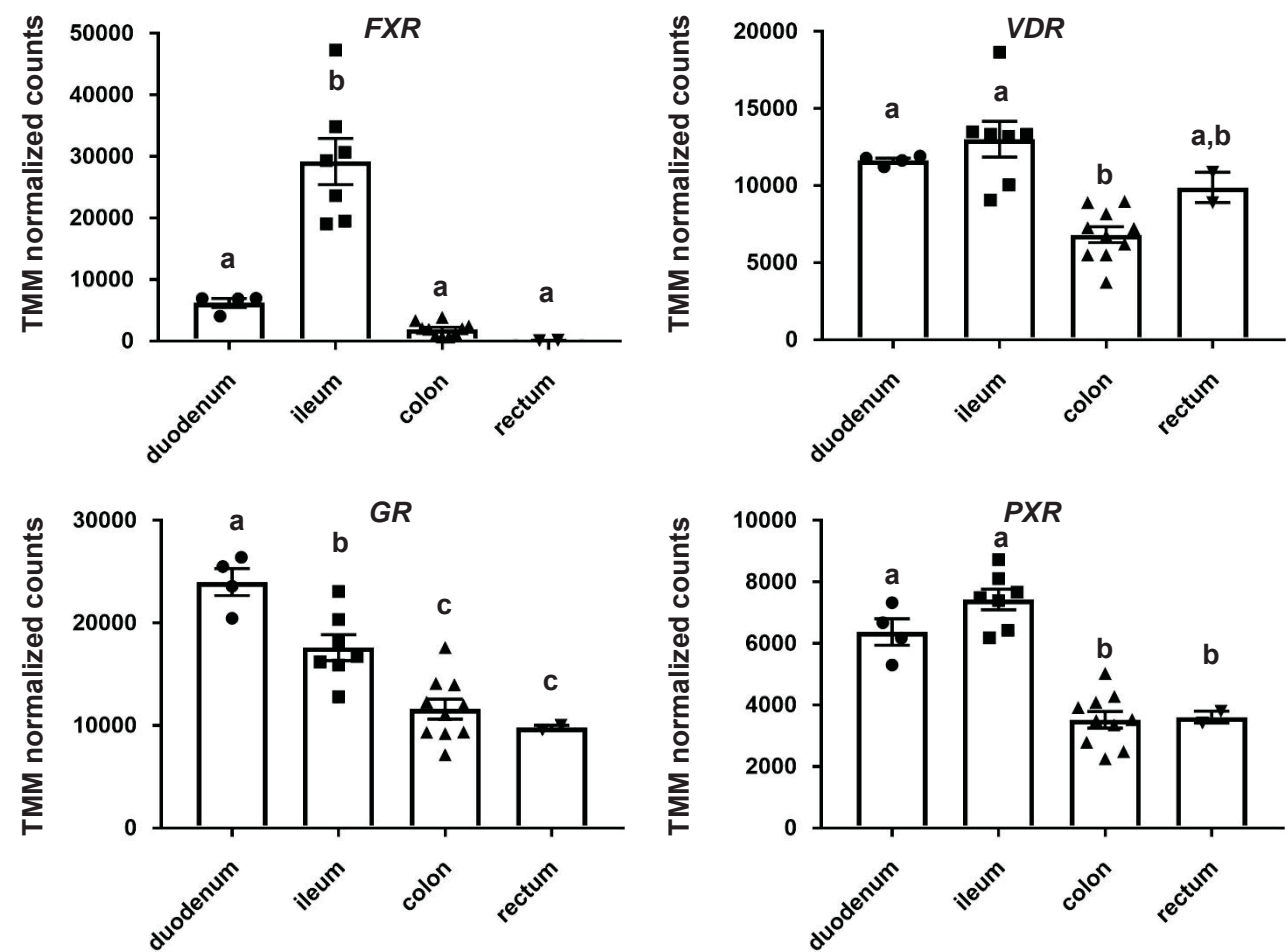 FXR
TMM normalized counts
50000
40000
30000
20000
10000
0
a
b
a
a
duodenum
ileum
colon
rectum
VDR
TMM normalized counts
20000
15000
10000
5000
0
a
a
b
a,b
duodenum
ileum
colon
rectum
GR
TMM normalized counts
30000
20000
10000
0
a
b
c
c
duodenum
ileum
colon
rectum
PXR
TMM normalized counts
10000
8000
6000
4000
2000
0
a
a
b
b
duodenum
ileum
colon
rectum